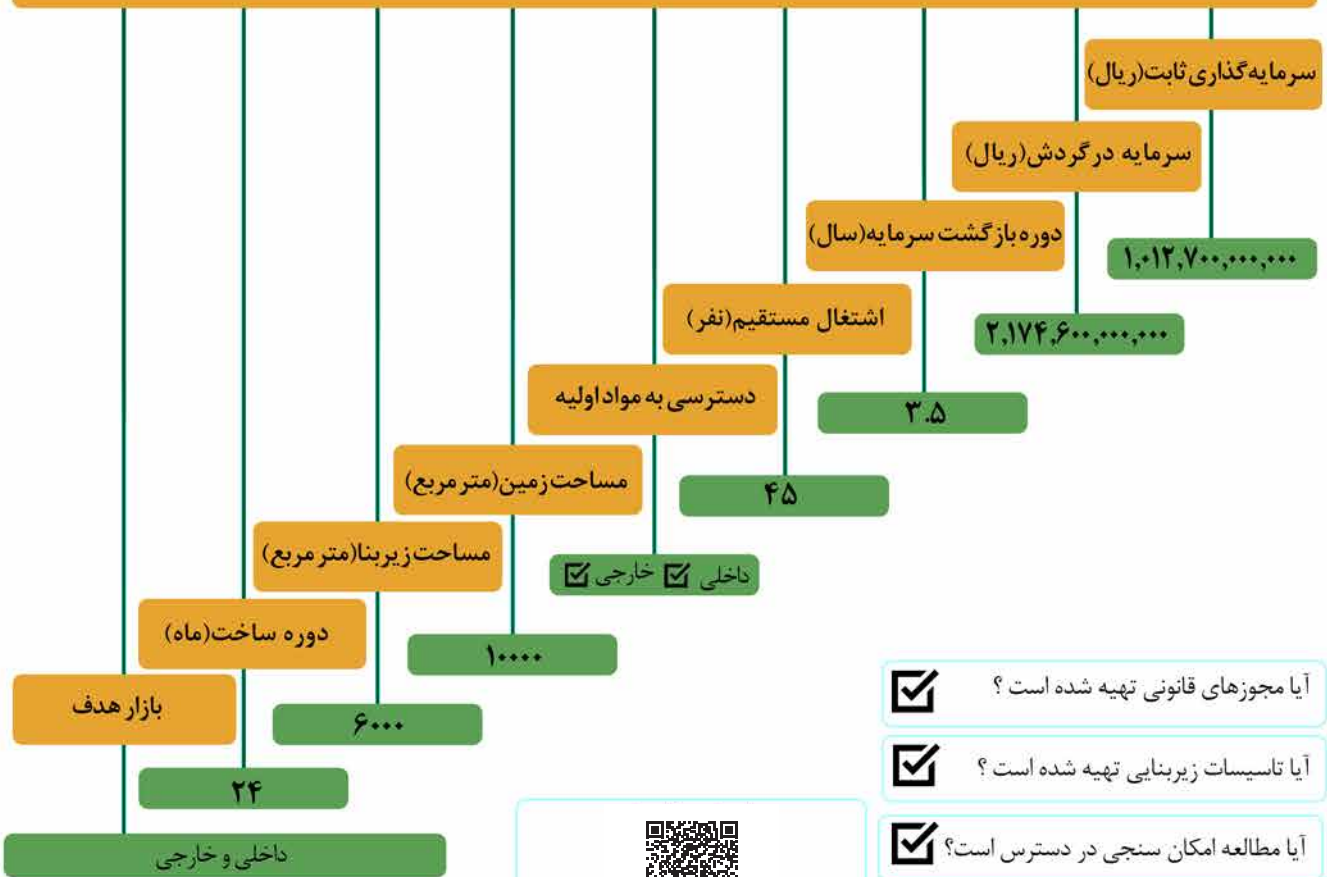 سرمایه‌گذاری ثابت(ریال)
۱,۰۱۲,۷۰۰,۰۰۰,۰۰۰
سرمایه در گردش(ریال)
۲,۱۷۴,۶۰۰,۰۰۰,۰۰۰
دوره بازگشت سرمایه(سال)
۳.۵
اشتغال مستقیم(نفر)
۴۵
دسترسی به مواد اولیه
داخلی ☑ خارجی ☑
مساحت زمین(متر مربع)
۱۰۰۰۰
مساحت زیربنا(متر مربع)
۶۰۰۰
دوره ساخت(ماه)
۲۴
بازار هدف
داخلی و خارجی
آیا مجوزهای قانونی تهیه شده است ؟ ☑
آیا تاسیسات زیربنایی تهیه شده است ؟ ☑
آیا مطالعه امکان سنجی در دسترس است؟ ☑